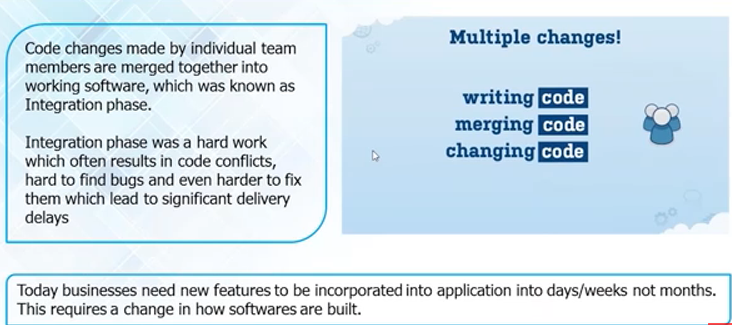 Code changes made by individual team
members are merged together into
working software, which was known as
Integration phase.
Integration phase was a hard work
which often results in code conflicts,
hard to find bugs and even harder to fix
them which lead to significant delivery
delays
Multiple changes!
writing code
merging code
changing code
Today businesses need new features to be incorporated into application into days/weeks not months.
This requires a change in how softwares are built.